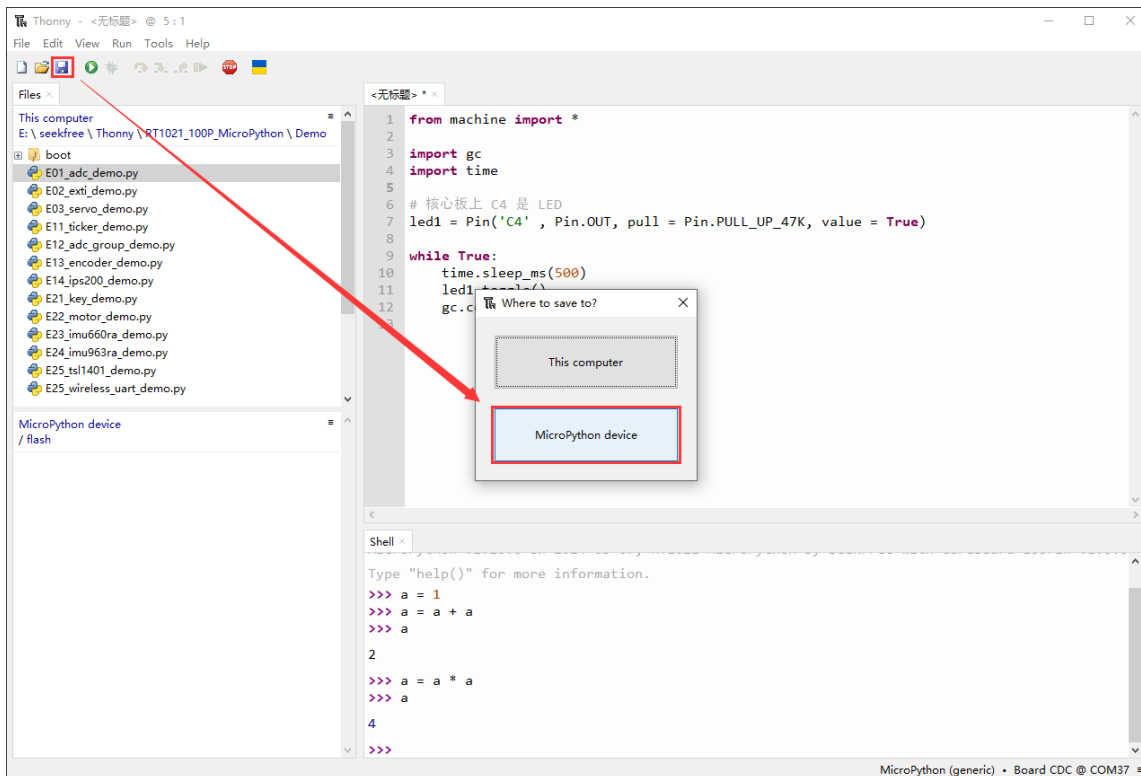 Thonny - <无标题> @ 5 : 1
File Edit View Run Tools Help
STOP
Files ×
This computer
E: \ seekfree \ Thonny \ RT1021_100P_MicroPython \ Demo
boot
E01_adc_demo.py
E02_exti_demo.py
E03_servo_demo.py
E11_ticker_demo.py
E12_adc_group_demo.py
E13_encoder_demo.py
E14_ips200_demo.py
E21_key_demo.py
E22_motor_demo.py
E23_imu660ra_demo.py
E24_imu963ra_demo.py
E25_tsl1401_demo.py
E25_wireless_uart_demo.py
MicroPython device
/ flash
<无标题> * ×
1 from machine import *
2
3 import gc
4 import time
5
6 # 核心板上 C4 是 LED
7 led1 = Pin('C4' , Pin.OUT, pull = Pin.PULL_UP_47K, value = True)
8
9 while True:
10 time.sleep_ms(500)
11 led1
12 gc.c
13
Where to save to?
This computer
MicroPython device
Shell ×
Type "help()" for more information.
>>> a = 1
>>> a = a + a
>>> a
2
>>> a = a * a
>>> a
4
>>>
MicroPython (generic) • Board CDC @ COM37 ≡